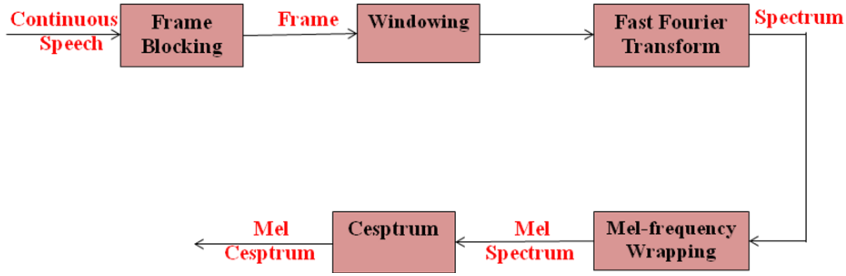 Continuous
Speech
Frame
Blocking
Frame
Windowing
Fast Fourier
Transform
Spectrum
Mel-frequency
Wrapping
Mel
Spectrum
Cesptrum
Mel
Cesptrum